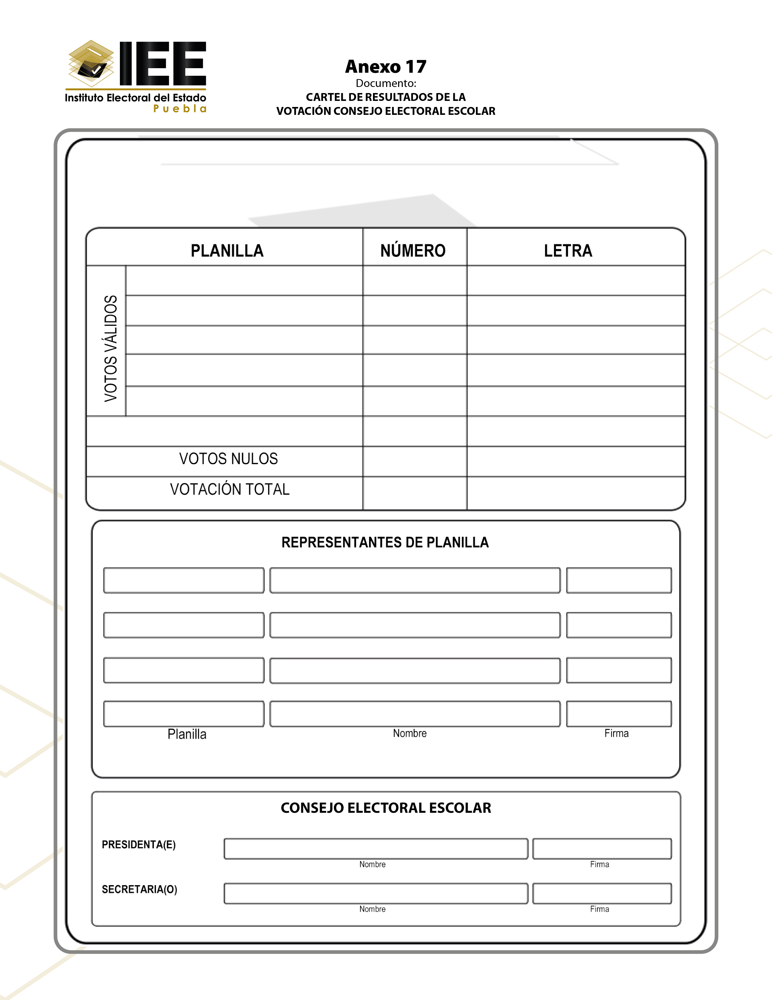 IEE
Instituto Electoral del Estado
Puebla
Anexo 17
Documento:
CARTEL DE RESULTADOS DE LA
VOTACIÓN CONSEJO ELECTORAL ESCOLAR
PLANILLA NÚMERO LETRA
VOTOS VÁLIDOS
VOTOS NULOS
VOTACIÓN TOTAL
REPRESENTANTES DE PLANILLA
Planilla Nombre Firma
CONSEJO ELECTORAL ESCOLAR
PRESIDENTA(E)
Nombre Firma
SECRETARIA(O)
Nombre Firma